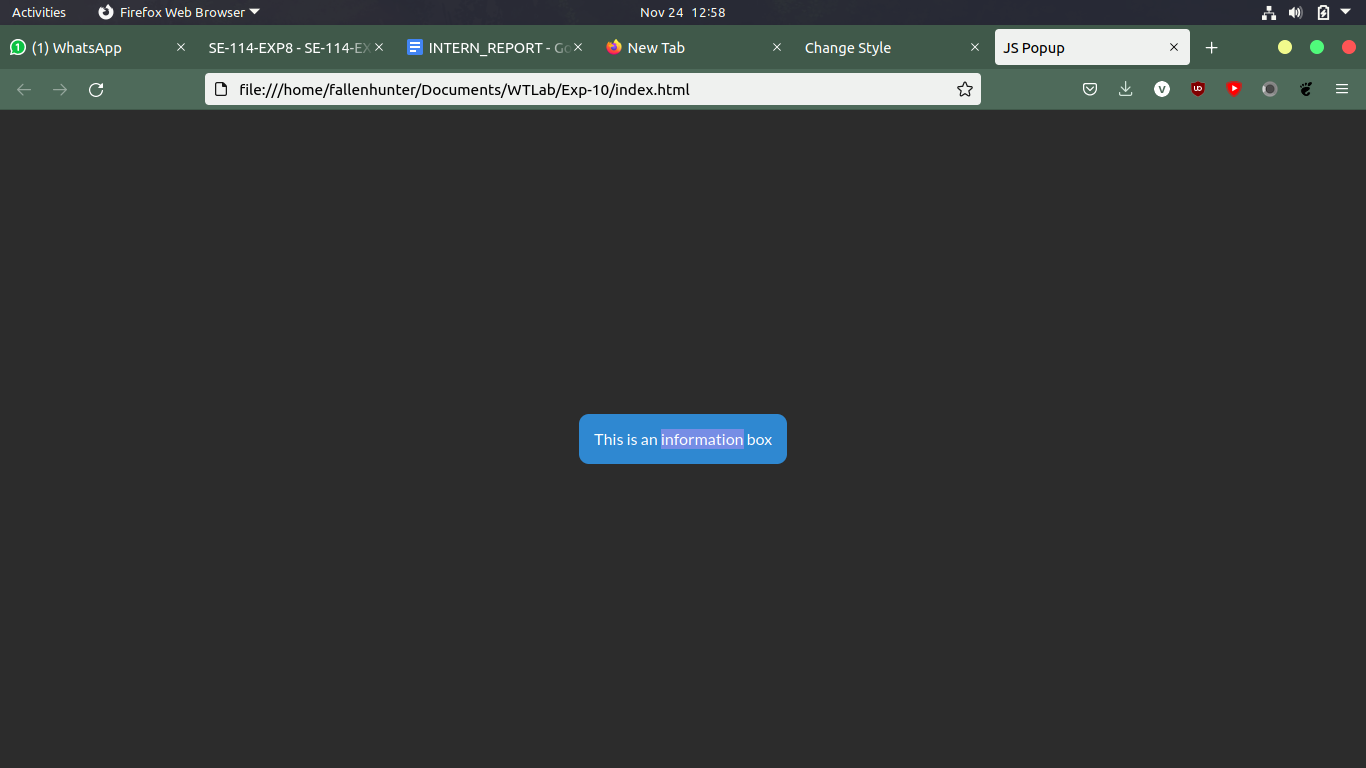 Activities Firefox Web Browser Nov 24 12:58
1 (1) WhatsApp SE-114-EXP8 - SE-114-EX INTERN_REPORT - Go New Tab Change Style JS Popup
file:///home/fallenhunter/Documents/WTLab/Exp-10/index.html V
This is an information box